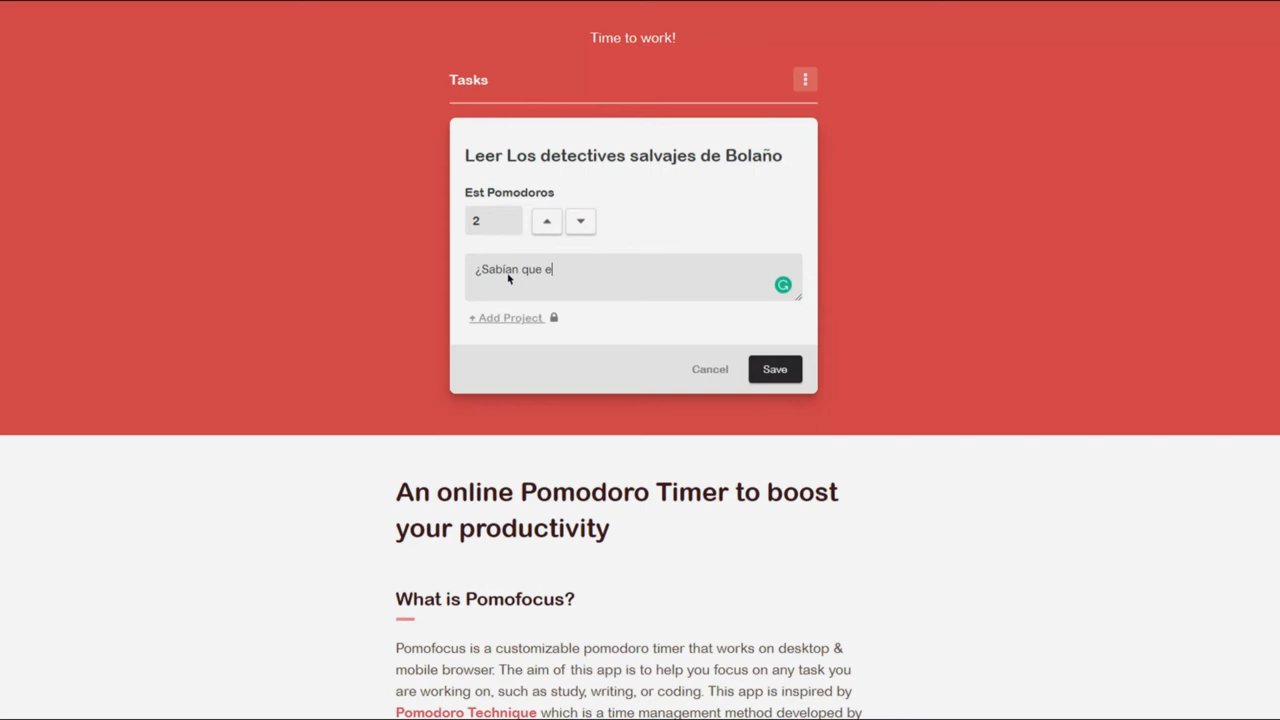 Time to work!
Tasks
Leer Los detectives salvajes de Bolaño
Est Pomodoros
2
¿Sabían que e
+ Add Project
Cancel
Save
An online Pomodoro Timer to boost
your productivity
What is Pomofocus?
Pomofocus is a customizable pomodoro timer that works on desktop &
mobile browser. The aim of this app is to help you focus on any task you
are working on, such as study, writing, or coding. This app is inspired by
Pomodoro Technique which is a time management method developed by